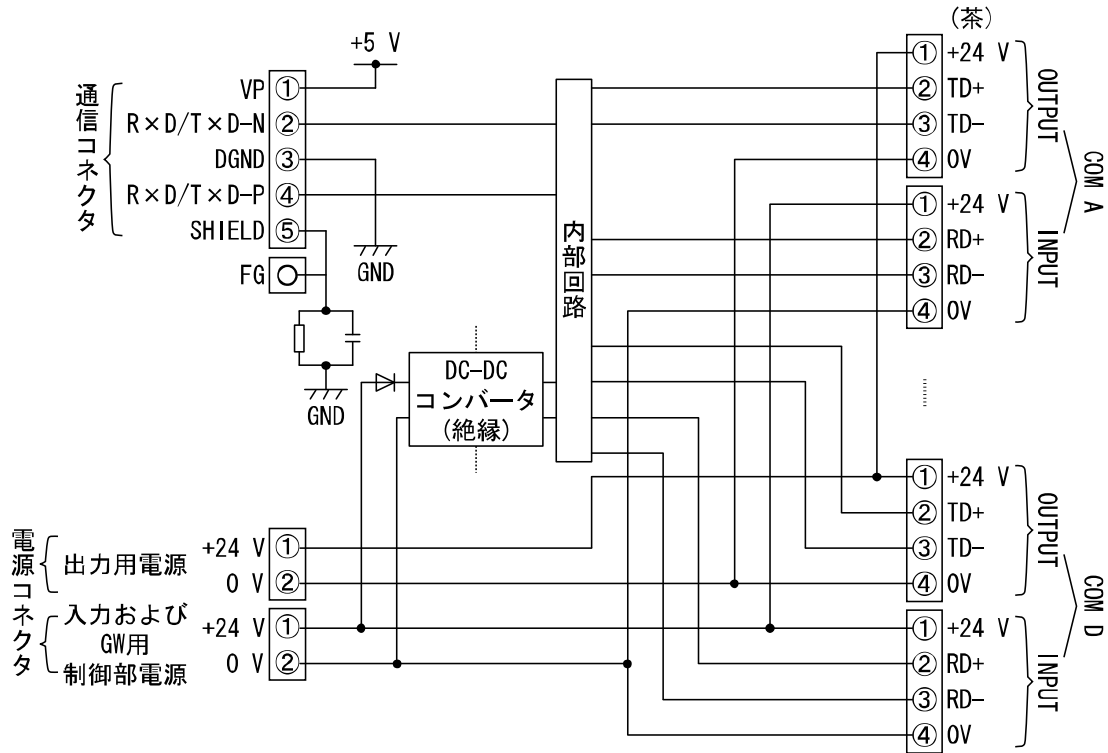 通信コネクタ
+5 V
VP ①
R×D/T×D-N ②
DGND ③
R×D/T×D-P ④
SHIELD ⑤
FG
GND
GND
DC-DC
コンバータ
(絶縁)
内部回路
電源コネクタ
出力用電源
+24 V ①
0 V ②
入力および
GW用
制御部電源
+24 V ①
0 V ②
(茶)
① +24 V
② TD+
③ TD-
④ 0V
OUTPUT
① +24 V
② RD+
③ RD-
④ 0V
INPUT
COM A
① +24 V
② TD+
③ TD-
④ 0V
OUTPUT
① +24 V
② RD+
③ RD-
④ 0V
INPUT
COM D